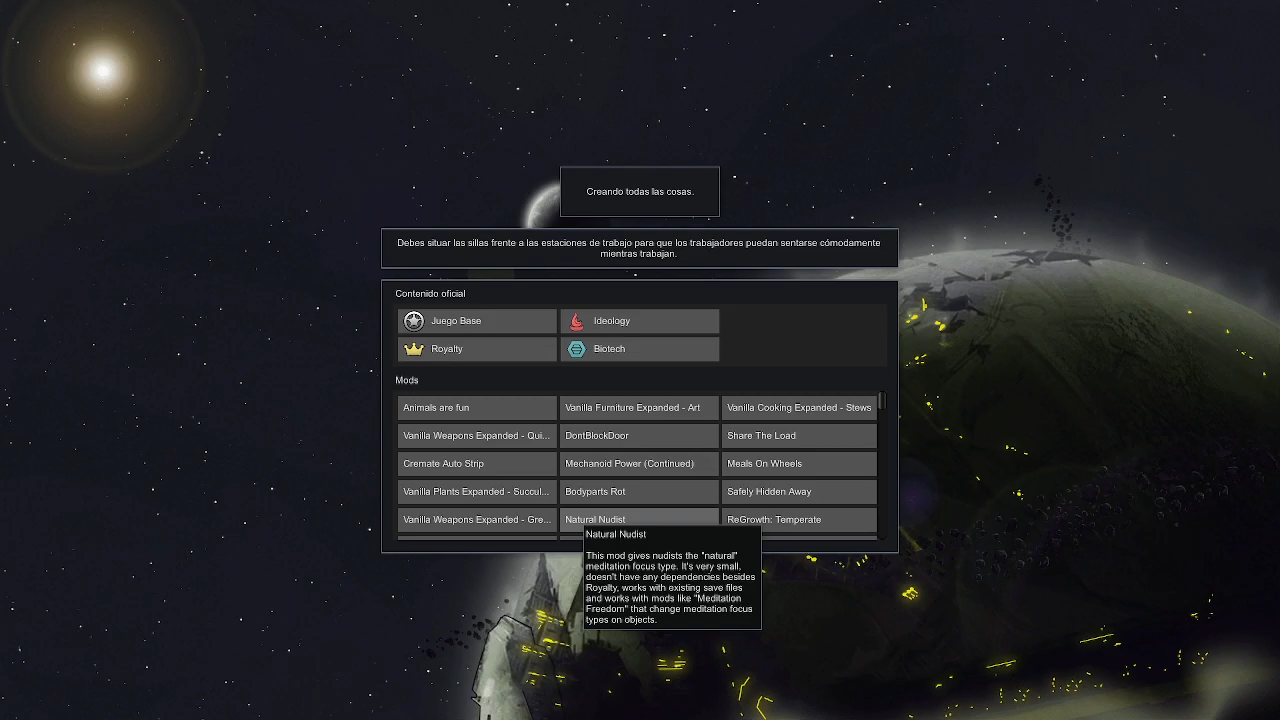 Creando todas las cosas.
Debes situar las sillas frente a las estaciones de trabajo para que los trabajadores puedan sentarse cómodamente
mientras trabajan.
Contenido oficial
Juego Base
Ideology
Royalty
Biotech
Mods
Animals are fun
Vanilla Furniture Expanded - Art
Vanilla Cooking Expanded - Stews
Vanilla Weapons Expanded - Qui...
DontBlockDoor
Share The Load
Cremate Auto Strip
Mechanoid Power (Continued)
Meals On Wheels
Vanilla Plants Expanded - Succul...
Bodyparts Rot
Safely Hidden Away
Vanilla Weapons Expanded - Gre...
Natural Nudist
ReGrowth: Temperate
Natural Nudist
This mod gives nudists the "natural"
meditation focus type. It's very small,
doesn't have any dependencies besides
Royalty, works with existing save files
and works with mods like "Meditation
Freedom" that change meditation focus
types on objects.